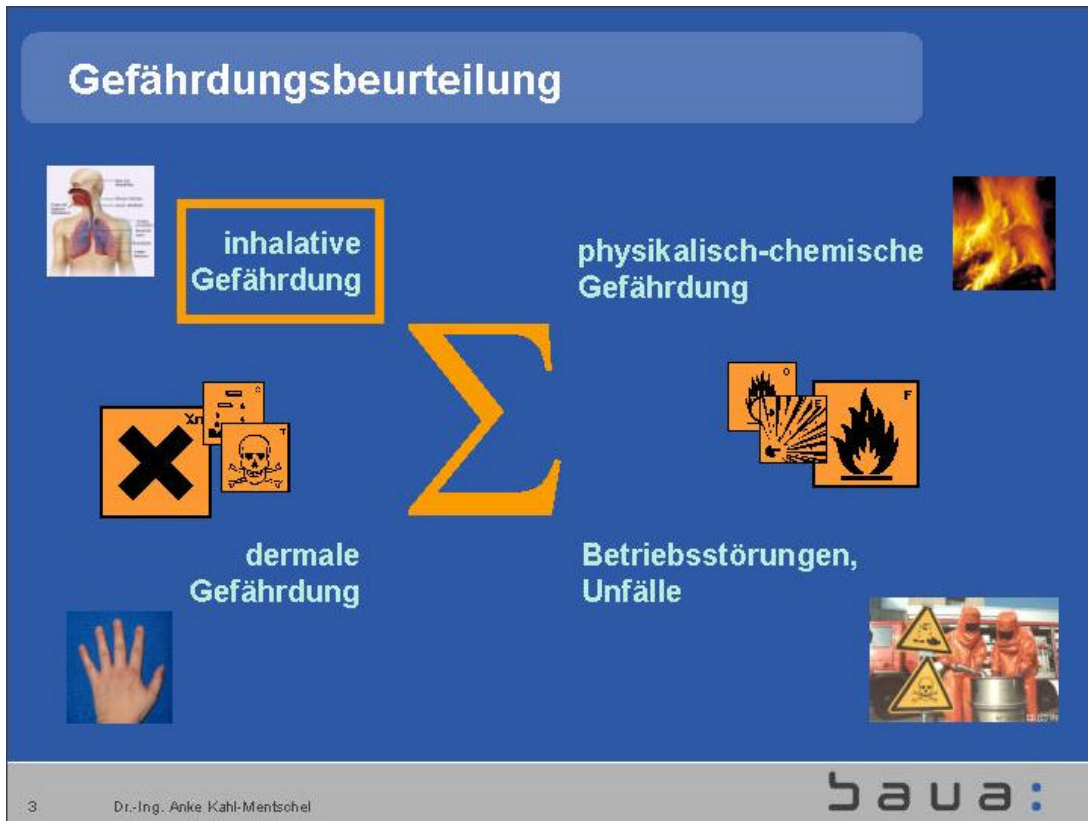 Gefährdungsbeurteilung
inhalative
Gefährdung
physikalisch-chemische
Gefährdung
Xn
T
O
E
F
dermale
Gefährdung
Σ
Betriebsstörungen,
Unfälle
3
Dr.-Ing. Anke Kahl-Mentschel
baua: